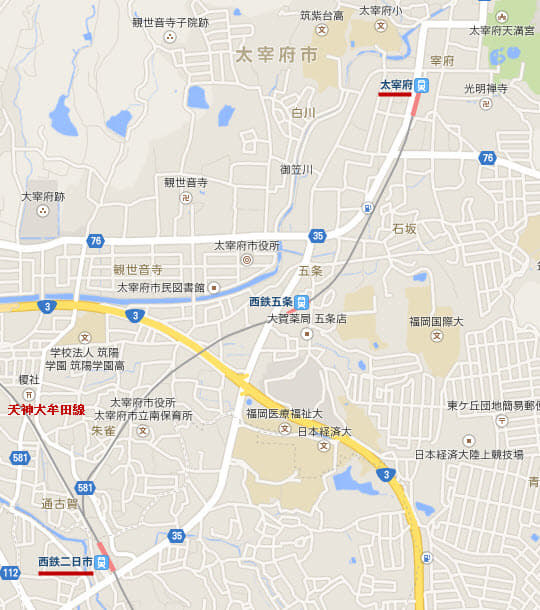 観世音寺子院跡
筑紫台高
太宰府小
太宰府天満宮
太宰府市
宰府
太宰府
光明禅寺
白川
御笠川
76
観世音寺
大宰府跡
35
石坂
76
太宰府市役所
観世音寺
五条
太宰府市民図書館
西鉄五条
3
3
大賀薬局 五条店
福岡国際大
学校法人 筑陽
学園 筑陽学園高
榎社
天神大牟田線
太宰府市役所
太宰府市立南保育所
朱雀
福岡医療福祉大
日本経済大
東ケ丘団地簡易郵便
日本経済大陸上競技場
581
3
青
581
通古賀
35
西鉄二日市
112